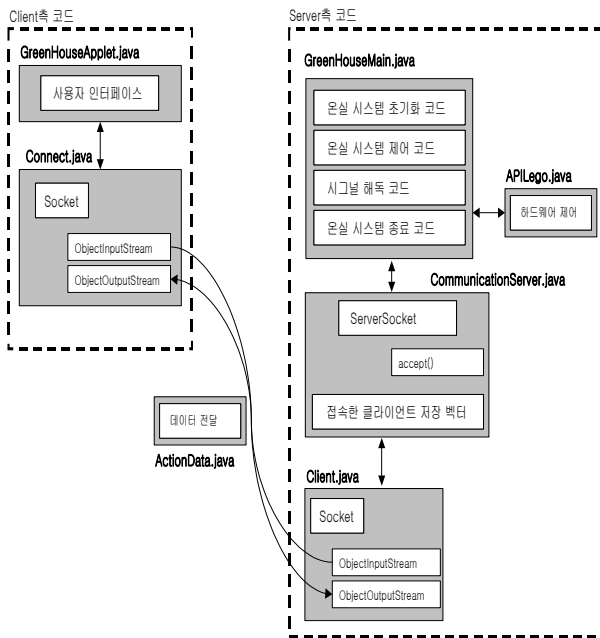 Client측 코드
GreenHouseApplet.java
사용자 인터페이스
Connect.java
Socket
ObjectInputStream
ObjectOutputStream
데이터 전달
ActionData.java
Server측 코드
GreenHouseMain.java
온실 시스템 초기화 코드
온실 시스템 제어 코드
시그널 해독 코드
온실 시스템 종료 코드
APILego.java
하드웨어 제어
CommunicationServer.java
ServerSocket
accept()
접속한 클라이언트 저장 벡터
Client.java
Socket
ObjectInputStream
ObjectOutputStream